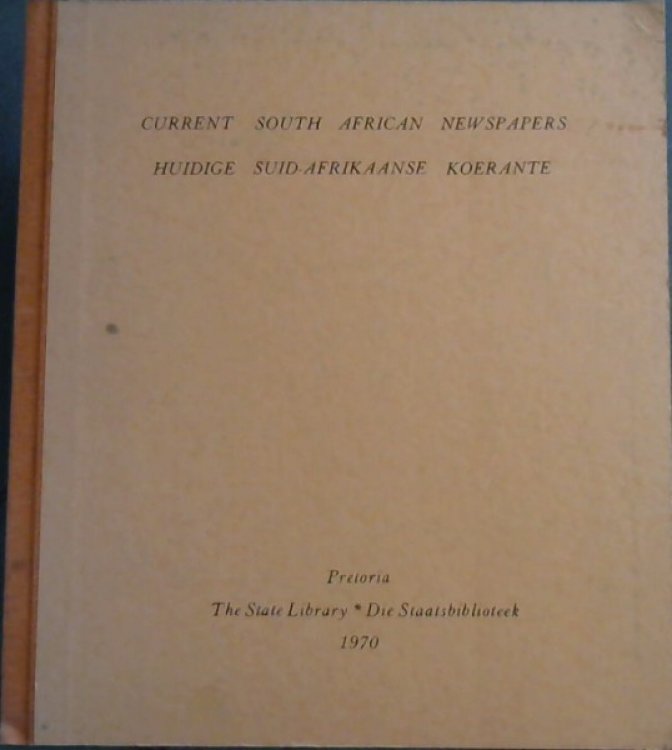 CURRENT SOUTH AFRICAN NEWSPAPERS
HUIDIGE SUID-AFRIKAANSE KOERANTE
Pretoria
The State Library * Die Staatsbiblioteek
1970